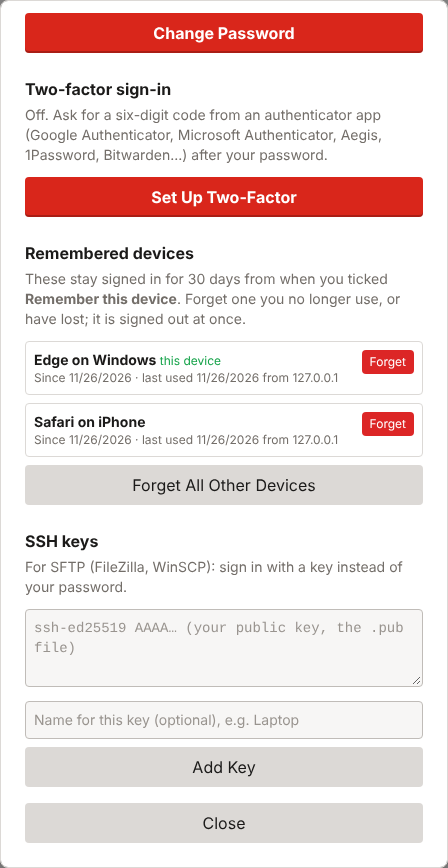 Change Password
Two-factor sign-in
Off. Ask for a six-digit code from an authenticator app
(Google Authenticator, Microsoft Authenticator, Aegis,
1Password, Bitwarden…) after your password.
Set Up Two-Factor
Remembered devices
These stay signed in for 30 days from when you ticked
Remember this device. Forget one you no longer use, or
have lost; it is signed out at once.
Edge on Windows this device
Forget
Since 11/26/2026 · last used 11/26/2026 from 127.0.0.1
Safari on iPhone
Forget
Since 11/26/2026 · last used 11/26/2026 from 127.0.0.1
Forget All Other Devices
SSH keys
For SFTP (FileZilla, WinSCP): sign in with a key instead of
your password.
ssh-ed25519 AAAA… (your public key, the .pub
file)
Name for this key (optional), e.g. Laptop
Add Key
Close